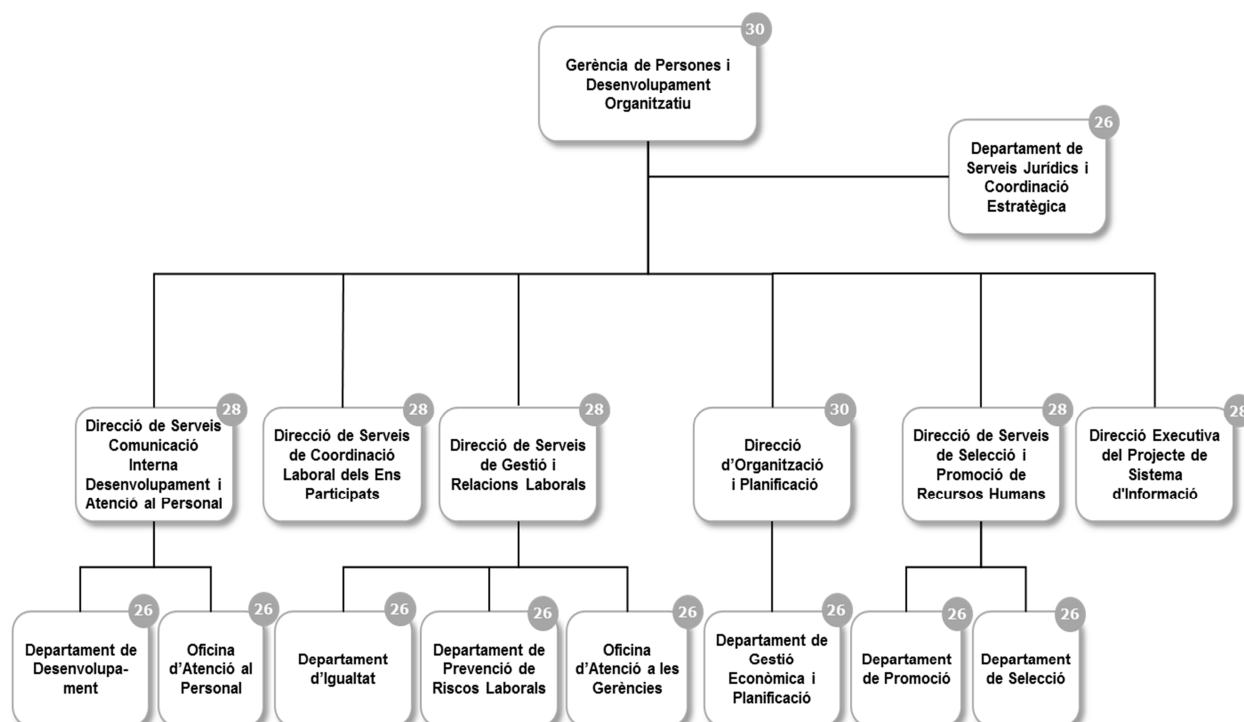 30
Gerència de Persones i
Desenvolupament
Organitzatiu
26
Departament de
Serveis Jurídics i
Coordinació
Estratègica
28
Direcció de Serveis
Comunicació
Interna
Desenvolupament i
Atenció al Personal
28
Direcció de Serveis
de Coordinació
Laboral dels Ens
Participats
28
Direcció de Serveis
de Gestió i
Relacions Laborals
30
Direcció
d'Organització
i Planificació
28
Direcció de Serveis
de Selecció i
Promoció de
Recursos Humans
28
Direcció Executiva
del Projecte de
Sistema
d'Informació
26
Departament de
Desenvolupa-
ment
26
Oficina
d'Atenció al
Personal
26
Departament
d'Igualtat
26
Departament de
Prevenció de
Riscos Laborals
26
Oficina
d'Atenció a les
Gerències
26
Departament de
Gestió
Econòmica i
Planificació
26
Departament
de Promoció
26
Departament
de Selecció